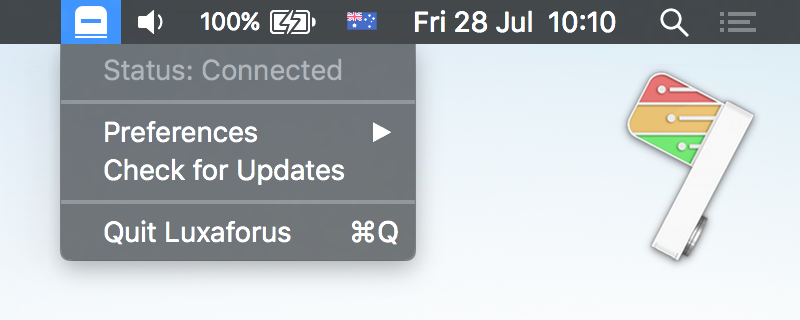 100% Fri 28 Jul 10:10
Status: Connected
Preferences
Check for Updates
Quit Luxaforus ⌘Q